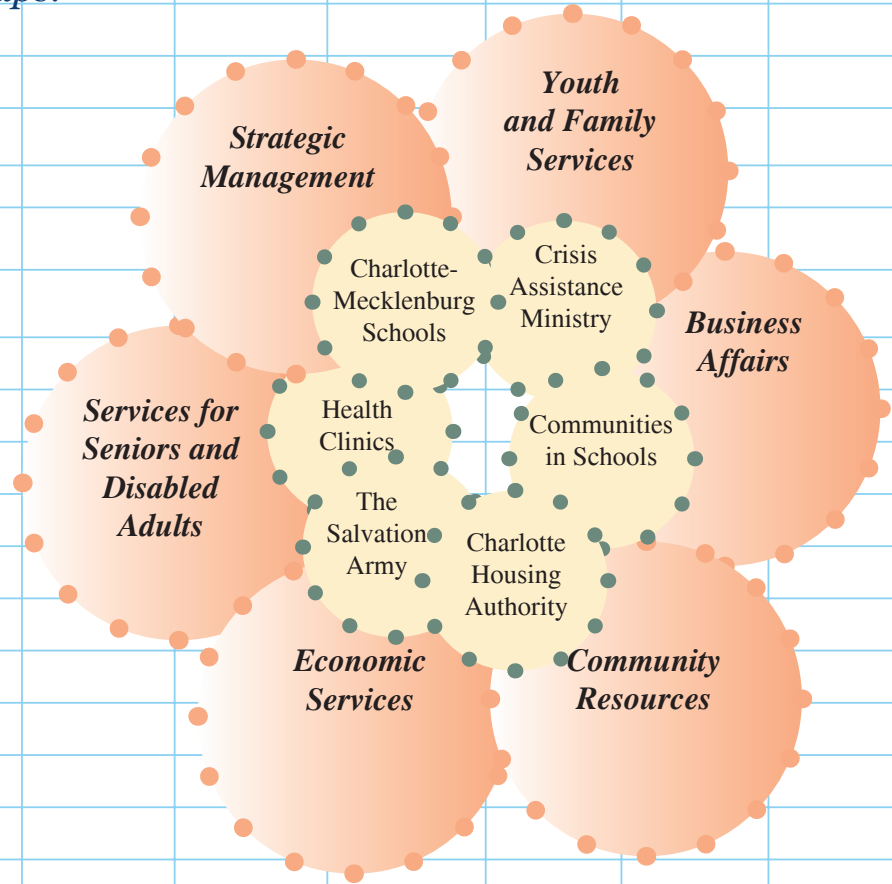 Youth
and Family
Services
Strategic
Management
Charlotte-
Mecklenburg
Schools
Crisis
Assistance
Ministry
Business
Affairs
Services for
Seniors and
Disabled
Adults
Health
Clinics
Communities
in Schools
The
Salvation
Army
Charlotte
Housing
Authority
Economic
Services
Community
Resources